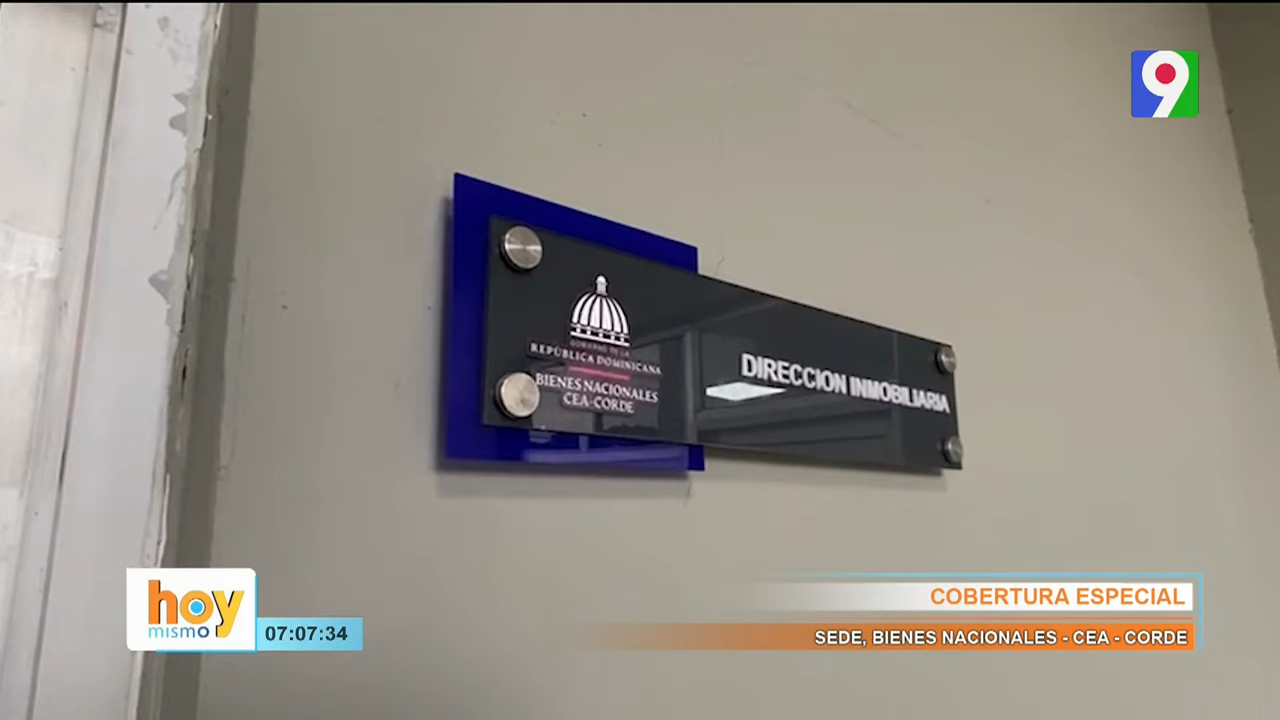 9
GOBIERNO DE LA
REPÚBLICA DOMINICANA
BIENES NACIONALES
CEA-CORDE
DIRECCION INMOBILIARIA
hoy
mismo
07:07:34
COBERTURA ESPECIAL
SEDE, BIENES NACIONALES - CEA - CORDE